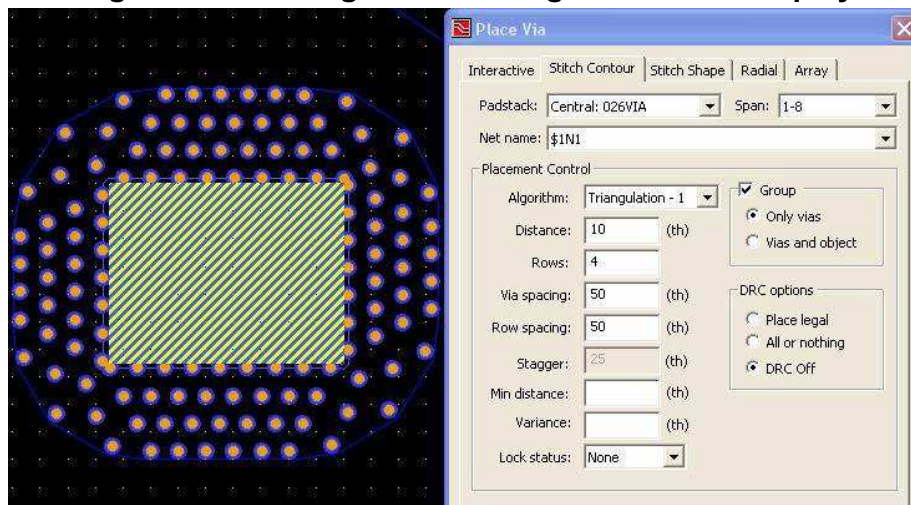 Place Via
Interactive Stitch Contour Stitch Shape Radial Array
Padstack: Central: 026VIA Span: 1-8
Net name: $1N1
Placement Control
Algorithm: Triangulation - 1
Group
Only vias
Vias and object
Distance: 10 (th)
Rows: 4
Via spacing: 50 (th)
Row spacing: 50 (th)
Stagger: 25 (th)
Min distance: (th)
Variance: (th)
Lock status: None
DRC options
Place legal
All or nothing
DRC Off